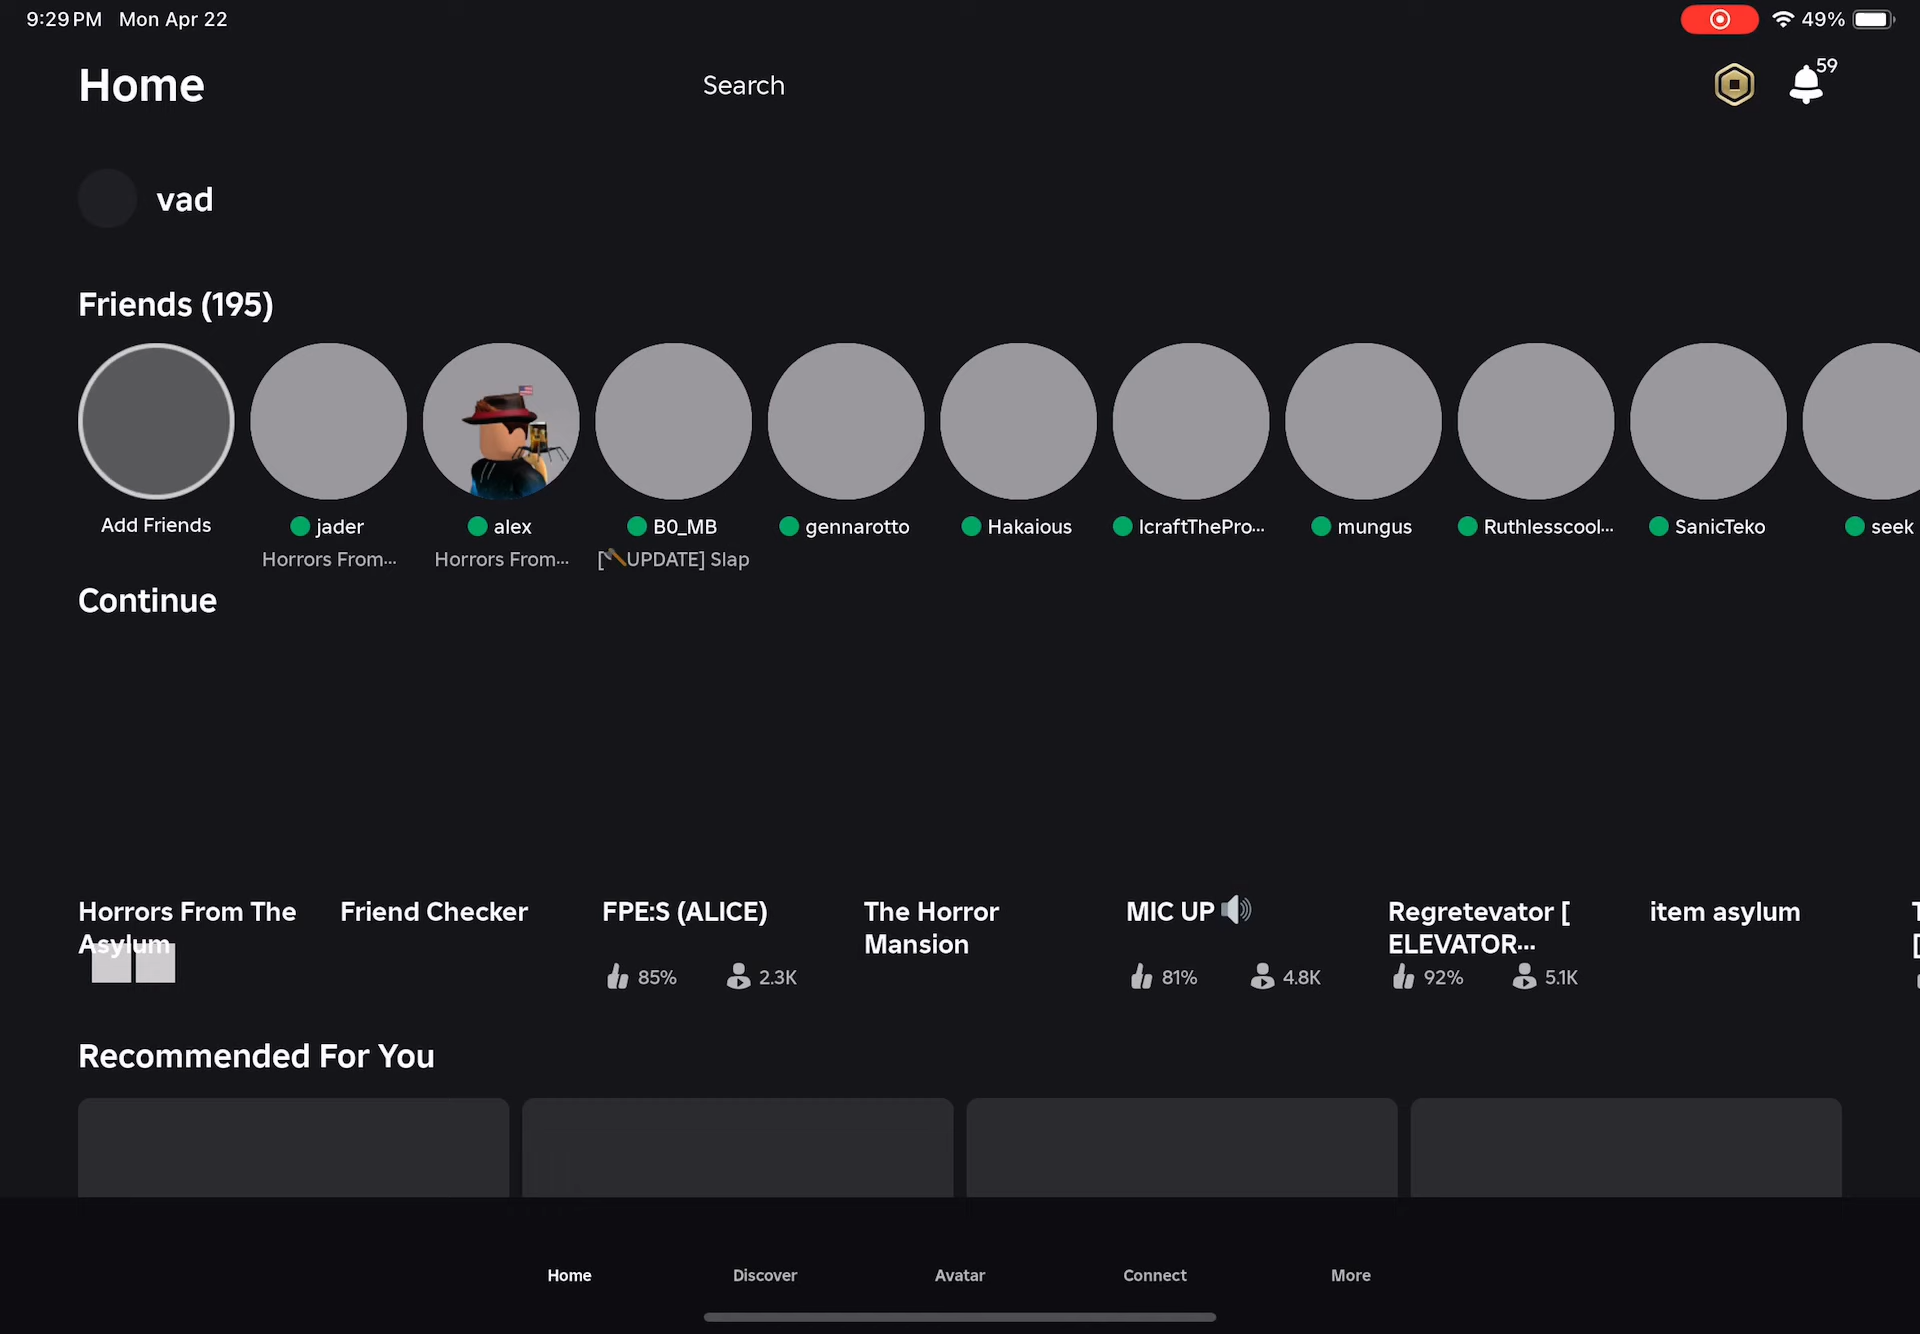 9:29 PM Mon Apr 22
49%
Home
Search
59
vad
Friends (195)
Add Friends
jader
alex
B0_MB
gennarotto
Hakaious
IcraftThePro...
mungus
Ruthlesscool...
SanicTeko
seek
Horrors From...
Horrors From...
[🔨UPDATE] Slap
Continue
Horrors From The
Asylum
Friend Checker
FPE:S (ALICE)
85%
2.3K
The Horror
Mansion
MIC UP 🔊
81%
4.8K
Regretevator [
ELEVATOR...
92%
5.1K
item asylum
Recommended For You
Home
Discover
Avatar
Connect
More